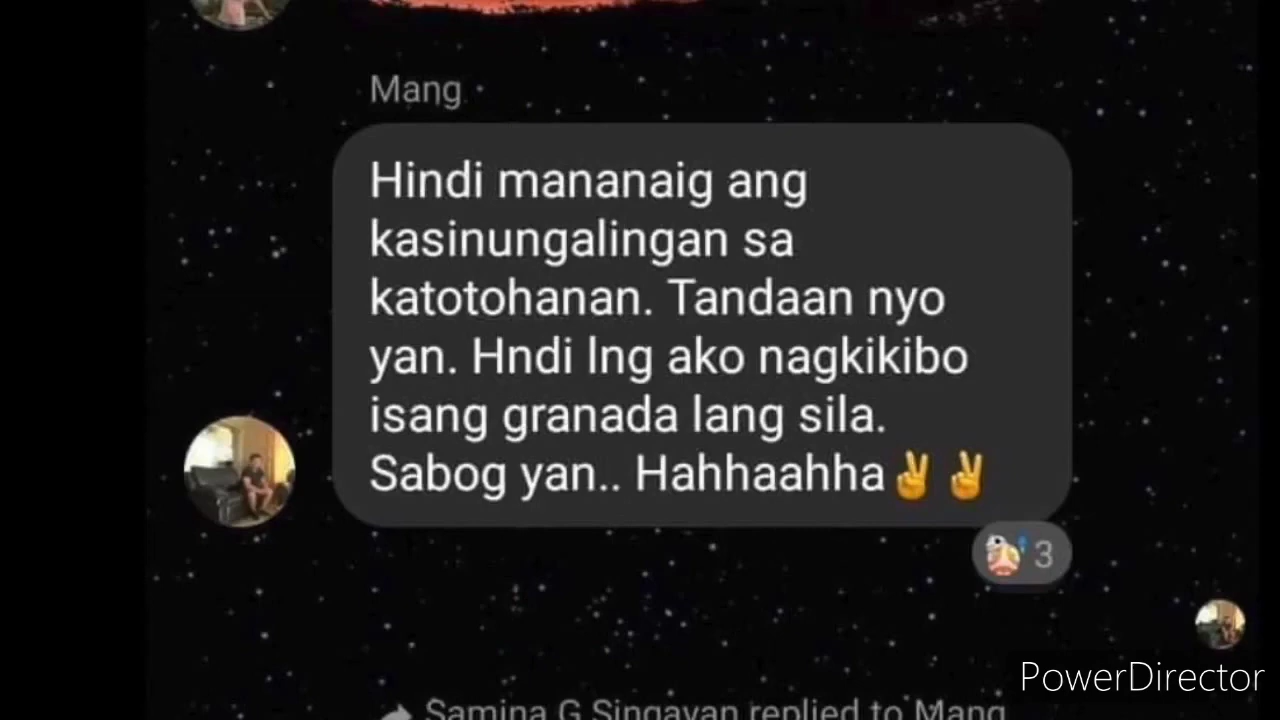 Mang
Hindi mananaig ang
kasinungalingan sa
katotohanan. Tandaan nyo
yan. Hndi lng ako nagkikibo
isang granada lang sila.
Sabog yan.. Hahhaahha✌✌
3
PowerDirector
Samina G Singayan replied to Mang